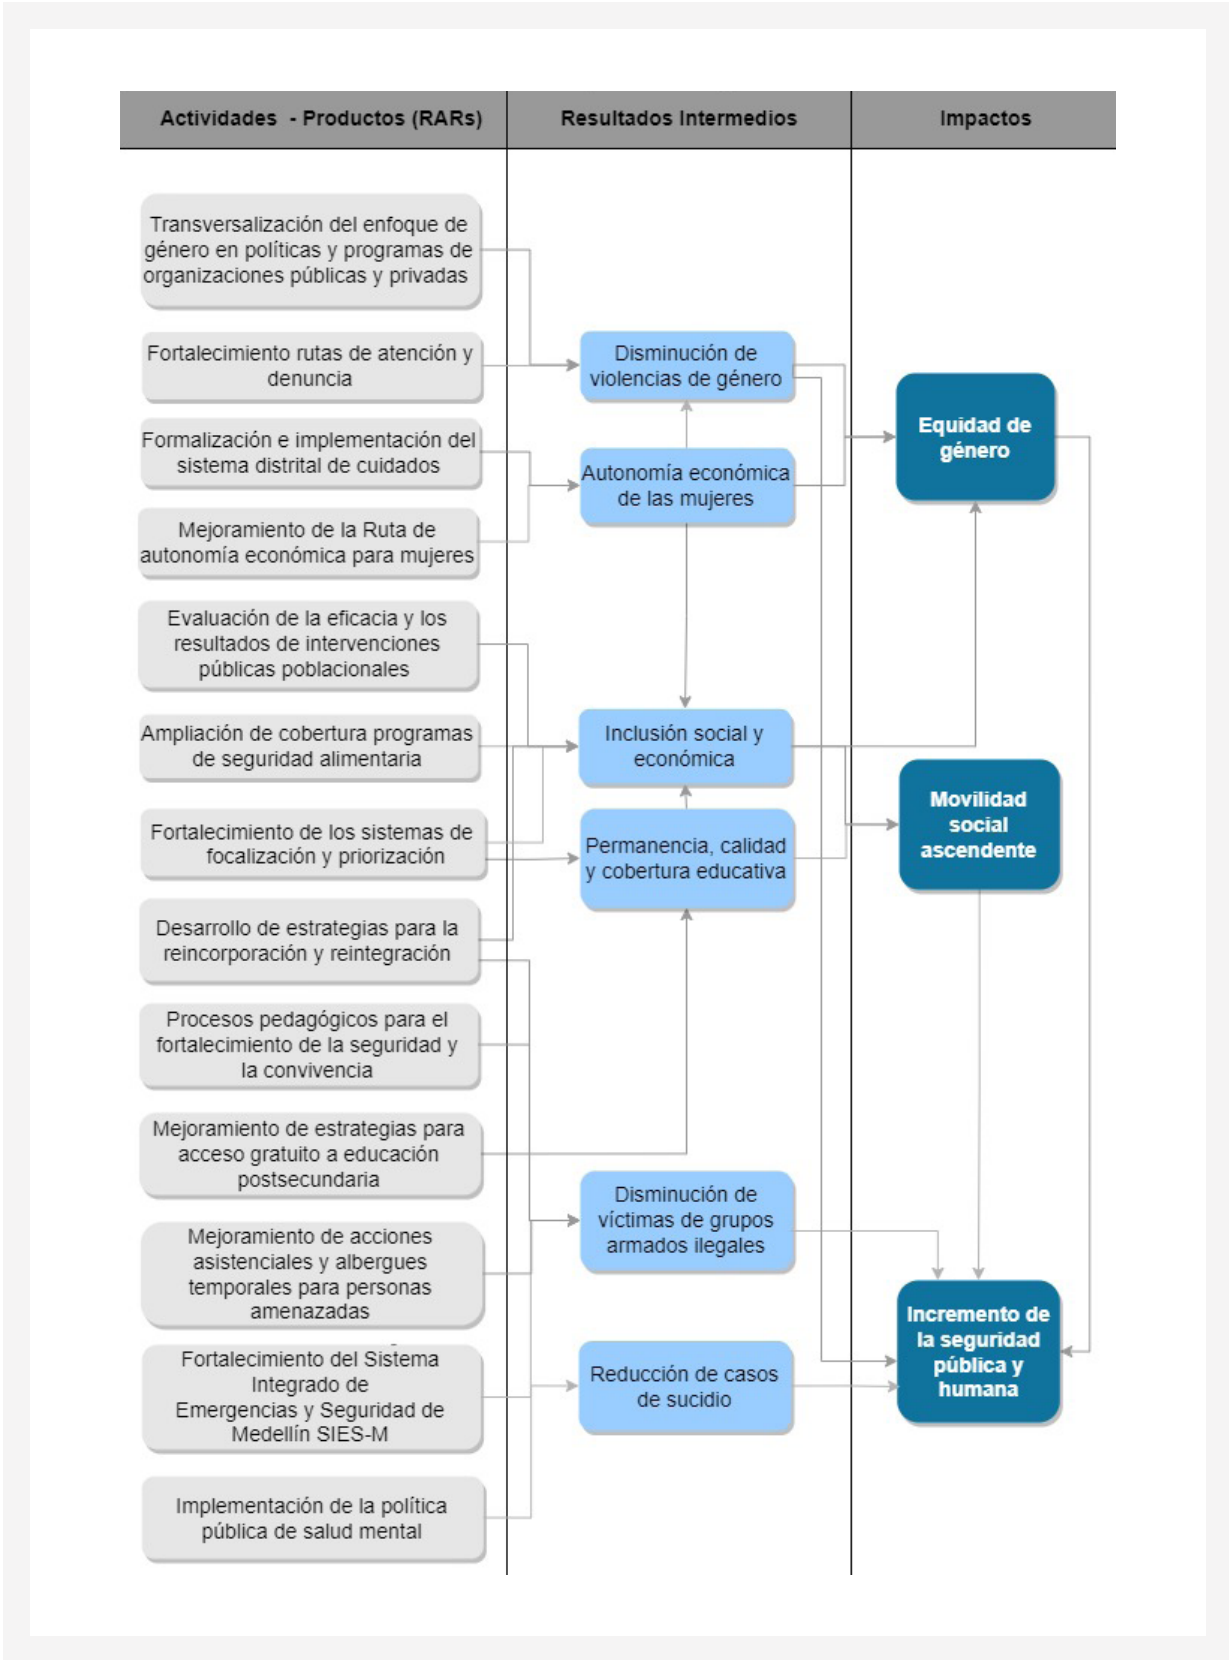 Actividades - Productos (RARs)
Resultados Intermedios
Impactos
Transversalización del enfoque de
género en políticas y programas de
organizaciones públicas y privadas
Fortalecimiento rutas de atención y
denuncia
Formalización e implementación del
sistema distrital de cuidados
Mejoramiento de la Ruta de
autonomía económica para mujeres
Evaluación de la eficacia y los
resultados de intervenciones
públicas poblacionales
Ampliación de cobertura programas
de seguridad alimentaria
Fortalecimiento de los sistemas de
focalización y priorización
Desarrollo de estrategias para la
reincorporación y reintegración
Procesos pedagógicos para el
fortalecimiento de la seguridad y
la convivencia
Mejoramiento de estrategias para
acceso gratuito a educación
postsecundaria
Mejoramiento de acciones
asistenciales y albergues
temporales para personas
amenazadas
Fortalecimiento del Sistema
Integrado de
Emergencias y Seguridad de
Medellín SIES-M
Implementación de la política
pública de salud mental
Disminución de
violencias de género
Autonomía económica
de las mujeres
Inclusión social y
económica
Permanencia, calidad
y cobertura educativa
Disminución de
víctimas de grupos
armados ilegales
Reducción de casos
de sucidio
Equidad de
género
Movilidad
social
ascendente
Incremento de
la seguridad
pública y
humana